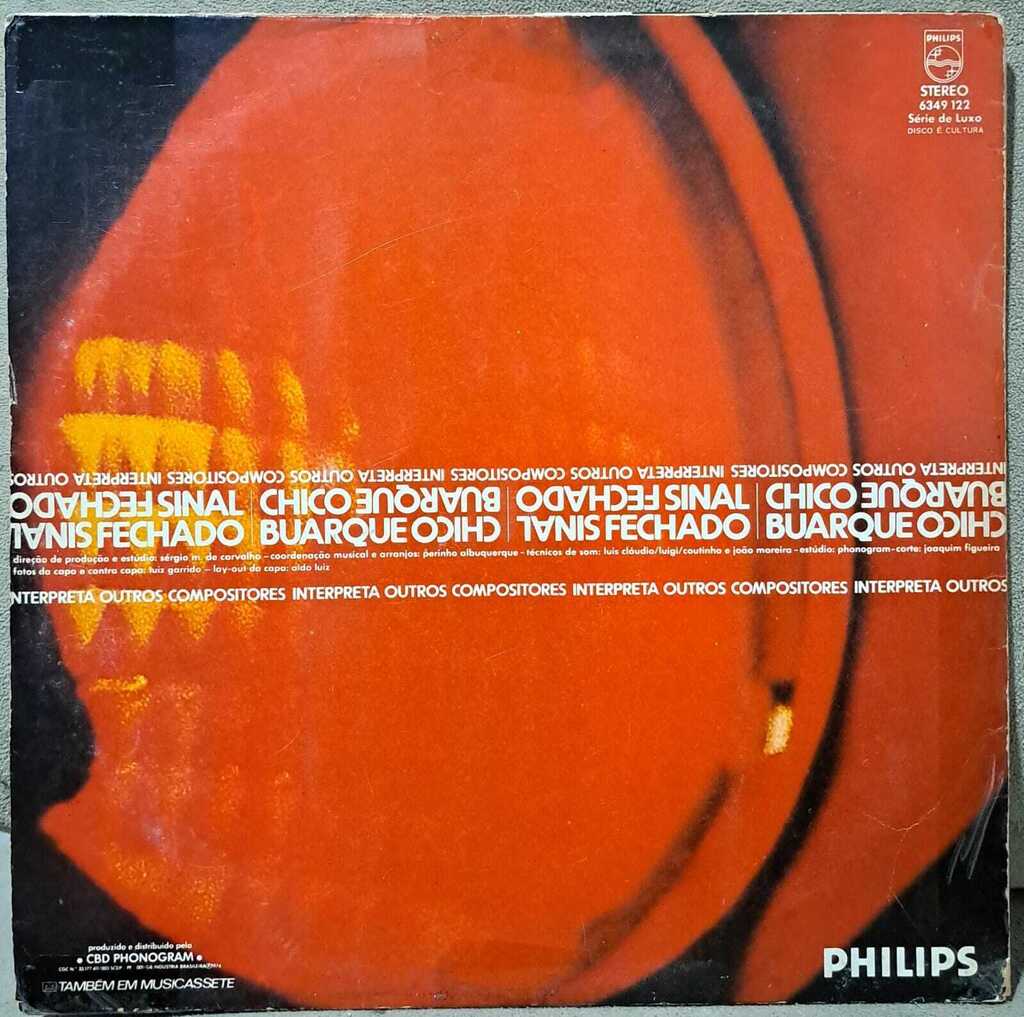 PHILIPS
STEREO
6349 122
Série de Luxo
DISCO É CULTURA
INTERPRETA OUTROS COMPOSITORES INTERPRETA OUTROS COMPOSITORES INTERPRETA OUTROS COMPOSITORES INTERPRETA OUTROS
SINAL FECHADO CHICO BUARQUE SINAL FECHADO CHICO BUARQUE
SINAL FECHADO CHICO BUARQUE SINAL FECHADO CHICO BUARQUE
direção de produção e estúdio: sérgio m. de carvalho – coordenação musical e arranjos: perinho albuquerque - técnicos de som: luis cláudio/luigi/coutinho e joão moreira – estúdio: phonogram - corte: joaquim figueira
fotos da capa e contra capa: luiz garrido – lay-out da capa: aldo luiz
INTERPRETA OUTROS COMPOSITORES INTERPRETA OUTROS COMPOSITORES INTERPRETA OUTROS COMPOSITORES INTERPRETA OUTROS
produzido e distribuído pela
• CBD PHONOGRAM •
INDUSTRIA BRASILEIRA
TAMBÉM EM MUSICASSETE
PHILIPS